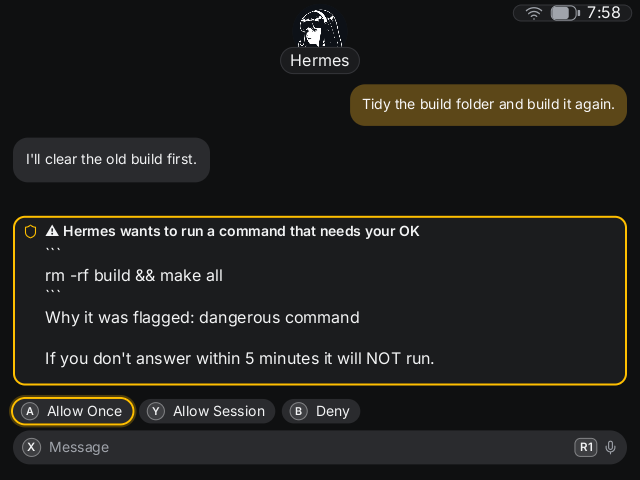 7:58
Hermes
Tidy the build folder and build it again.
I'll clear the old build first.
⚠ Hermes wants to run a command that needs your OK
```
rm -rf build && make all
```
Why it was flagged: dangerous command
If you don't answer within 5 minutes it will NOT run.
A Allow Once Y Allow Session B Deny
X Message R1